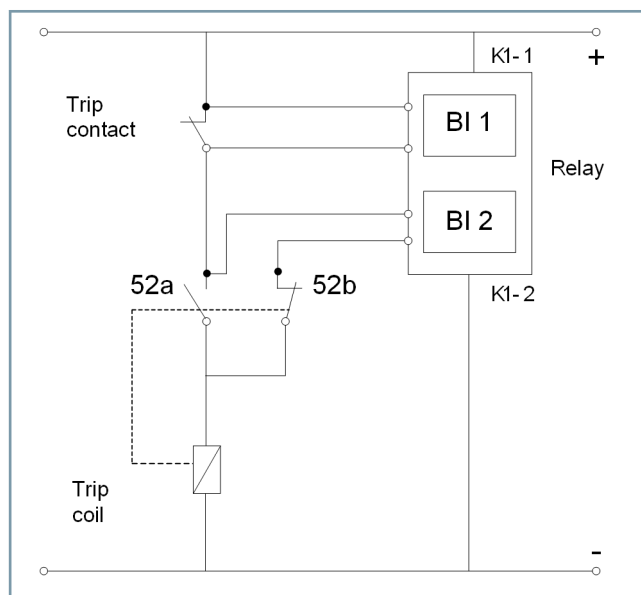 K1-1
+
Trip
contact
BI 1
Relay
BI 2
52a
52b
K1-2
Trip
coil
-